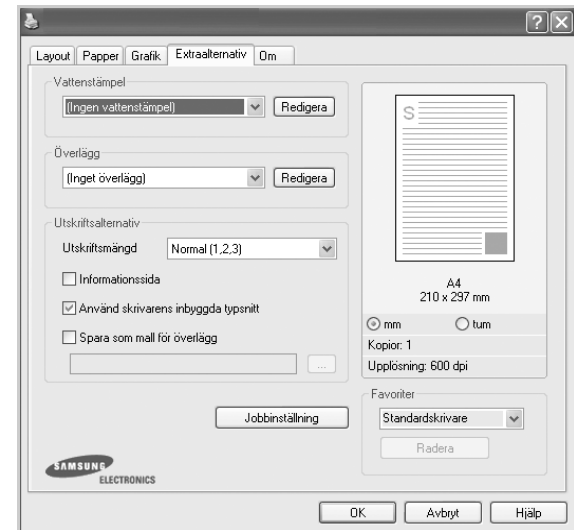 Layout Papper Grafik Extraalternativ Om
Vattenstämpel
(Ingen vattenstämpel) Redigera
Överlägg
(Inget överlägg) Redigera
Utskriftsalternativ
Utskriftsmängd Normal (1,2,3)
Informationssida
Använd skrivarens inbyggda typsnitt
Spara som mall för överlägg
...
Jobbinställning
SAMSUNG
ELECTRONICS
S
A4
210 x 297 mm
mm tum
Kopior: 1
Upplösning: 600 dpi
Favoriter
Standardskrivare
Radera
OK Avbryt Hjälp